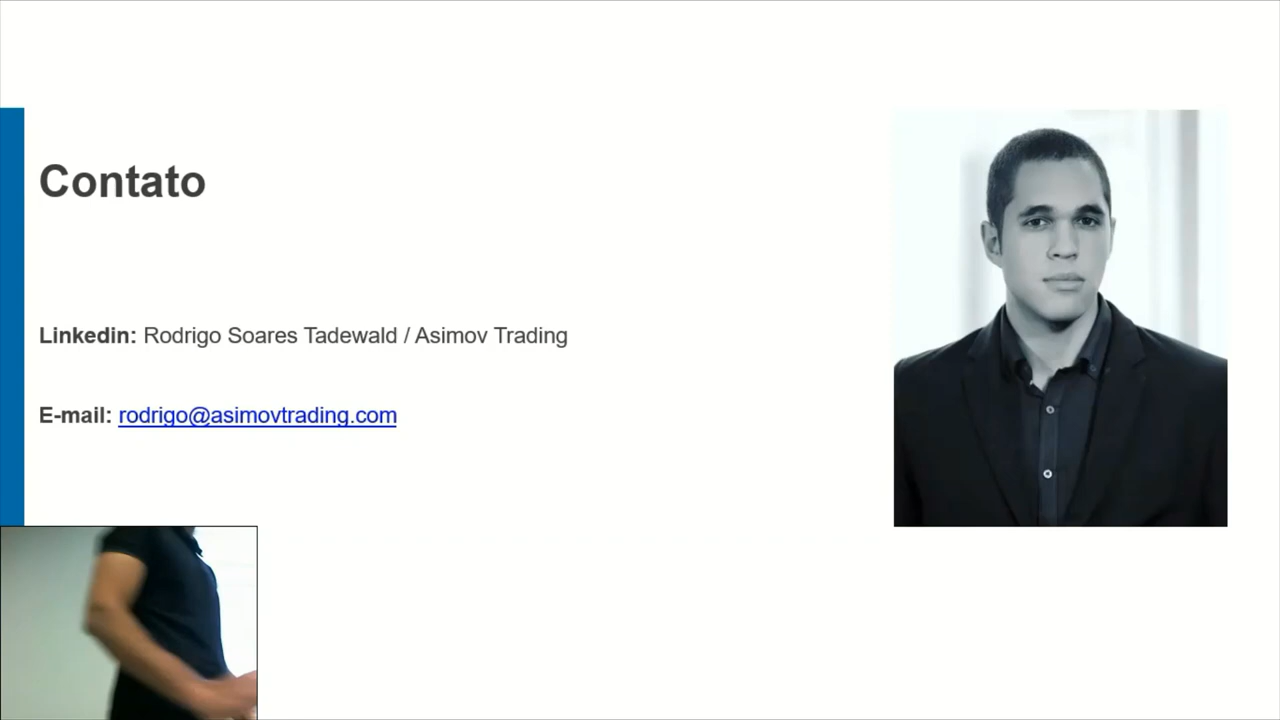 Contato
Linkedin: Rodrigo Soares Tadewald / Asimov Trading
E-mail: rodrigo@asimovtrading.com